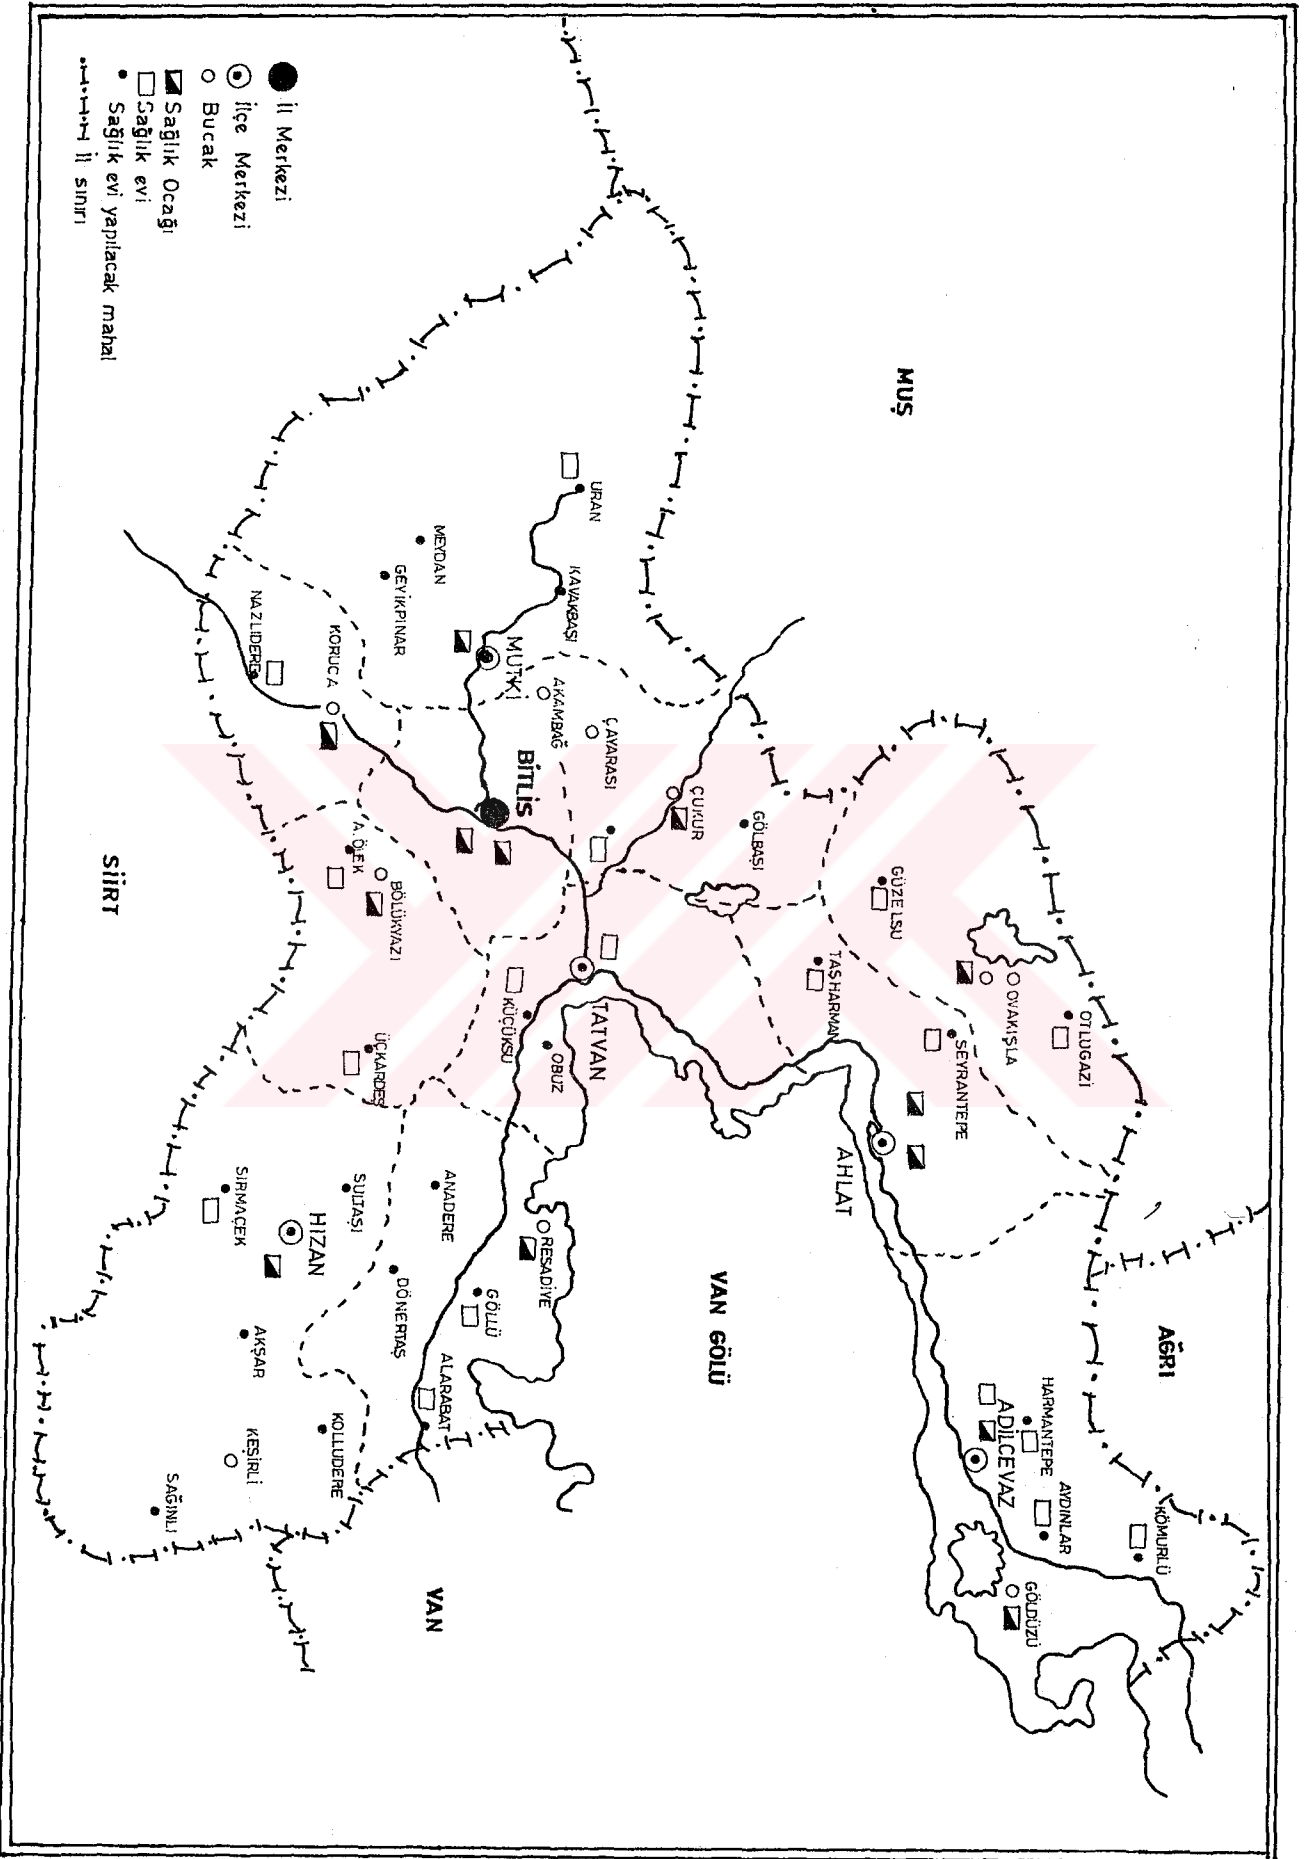 MUŞ
AĞRI
VAN GÖLÜ
SİİRT
VAN
BİTLİS
OTLUGAZİ
OVAKIŞLA
GÜZELSU
SEYRANTEPE
TAŞHARMAN
GÖLBAŞI
ÇUKUR
ÇAYARASI
AKAMBAĞ
URAN
KAVAKBAŞI
MUTKİ
MEYDAN
GEYİKPINAR
KORUCA
NAZLIDERE
A.ÖLEK
BÖLÜKYAZI
TATVAN
KÜÇÜKSU
OBUZ
ÜÇKARDEŞ
AHLAT
ADİLCEVAZ
HARMANTEPE
AYDINLAR
KÖMÜRLÜ
GÖLDÜZÜ
ANADERE
REŞADİYE
GÖLLÜ
ALARABAT
DÖNERTAŞ
SULTAŞI
HİZAN
SIRMAÇEK
AKŞAR
KOLLUDERE
KEŞİRLİ
SAĞINLI
İl Merkezi
İlçe Merkezi
Bucak
Sağlık Ocağı
Sağlık evi
Sağlık evi yapılacak mahal
İl sınırı